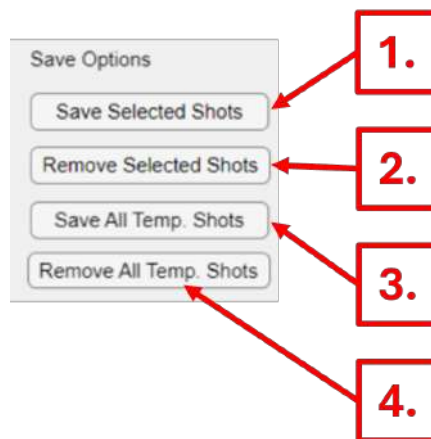 Save Options
1.
Save Selected Shots
2.
Remove Selected Shots
Save All Temp. Shots
3.
Remove All Temp. Shots
4.